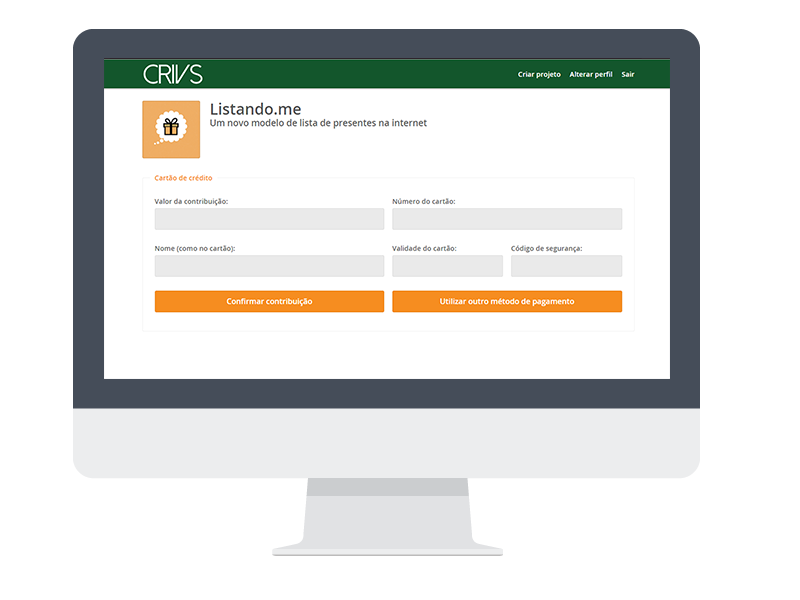 CRIVS
Criar projeto Alterar perfil Sair
Listando.me
Um novo modelo de lista de presentes na internet
Cartão de crédito
Valor da contribuição: Número do cartão:
Nome (como no cartão): Validade do cartão: Código de segurança:
Confirmar contribuição Utilizar outro método de pagamento